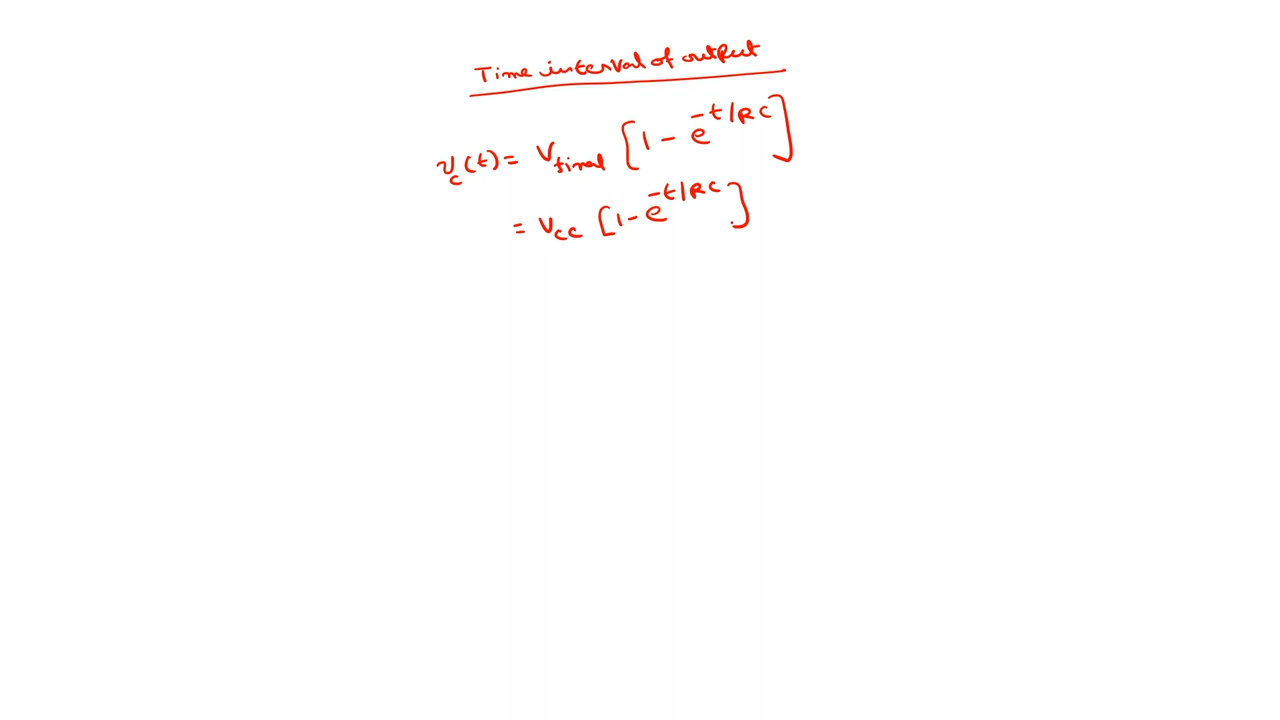 Time interval of output
v_c(t) = V_final [1 - e^{-t/RC}]
= V_CC [1 - e^{-t/RC}]